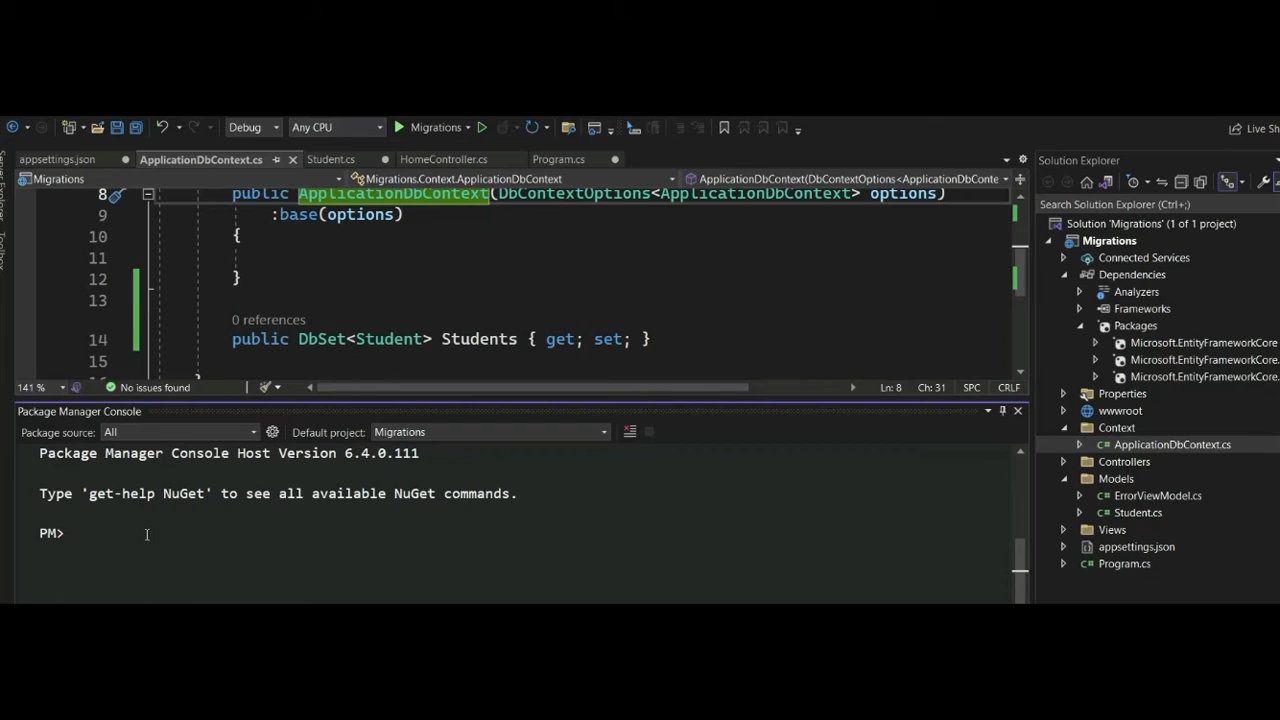 Debug
Any CPU
Migrations
Live Sh
appsettings.json
ApplicationDbContext.cs
Student.cs
HomeController.cs
Program.cs
Solution Explorer
Migrations
Migrations.Context.ApplicationDbContext
ApplicationDbContext(DbContextOptions<ApplicationDbConte
8 public ApplicationDbContext(DbContextOptions<ApplicationDbContext> options)
9 :base(options)
10 {
11
12 }
13
0 references
14 public DbSet<Student> Students { get; set; }
15
141 %
No issues found
Ln: 8
Ch: 31
SPC
CRLF
Package Manager Console
Package source: All
Default project: Migrations
Package Manager Console Host Version 6.4.0.111
Type 'get-help NuGet' to see all available NuGet commands.
PM>
Search Solution Explorer (Ctrl+;)
Solution 'Migrations' (1 of 1 project)
Migrations
Connected Services
Dependencies
Analyzers
Frameworks
Packages
Microsoft.EntityFrameworkCore
Microsoft.EntityFrameworkCore.
Microsoft.EntityFrameworkCore.
Properties
wwwroot
Context
C# ApplicationDbContext.cs
Controllers
Models
C# ErrorViewModel.cs
C# Student.cs
Views
appsettings.json
C# Program.cs